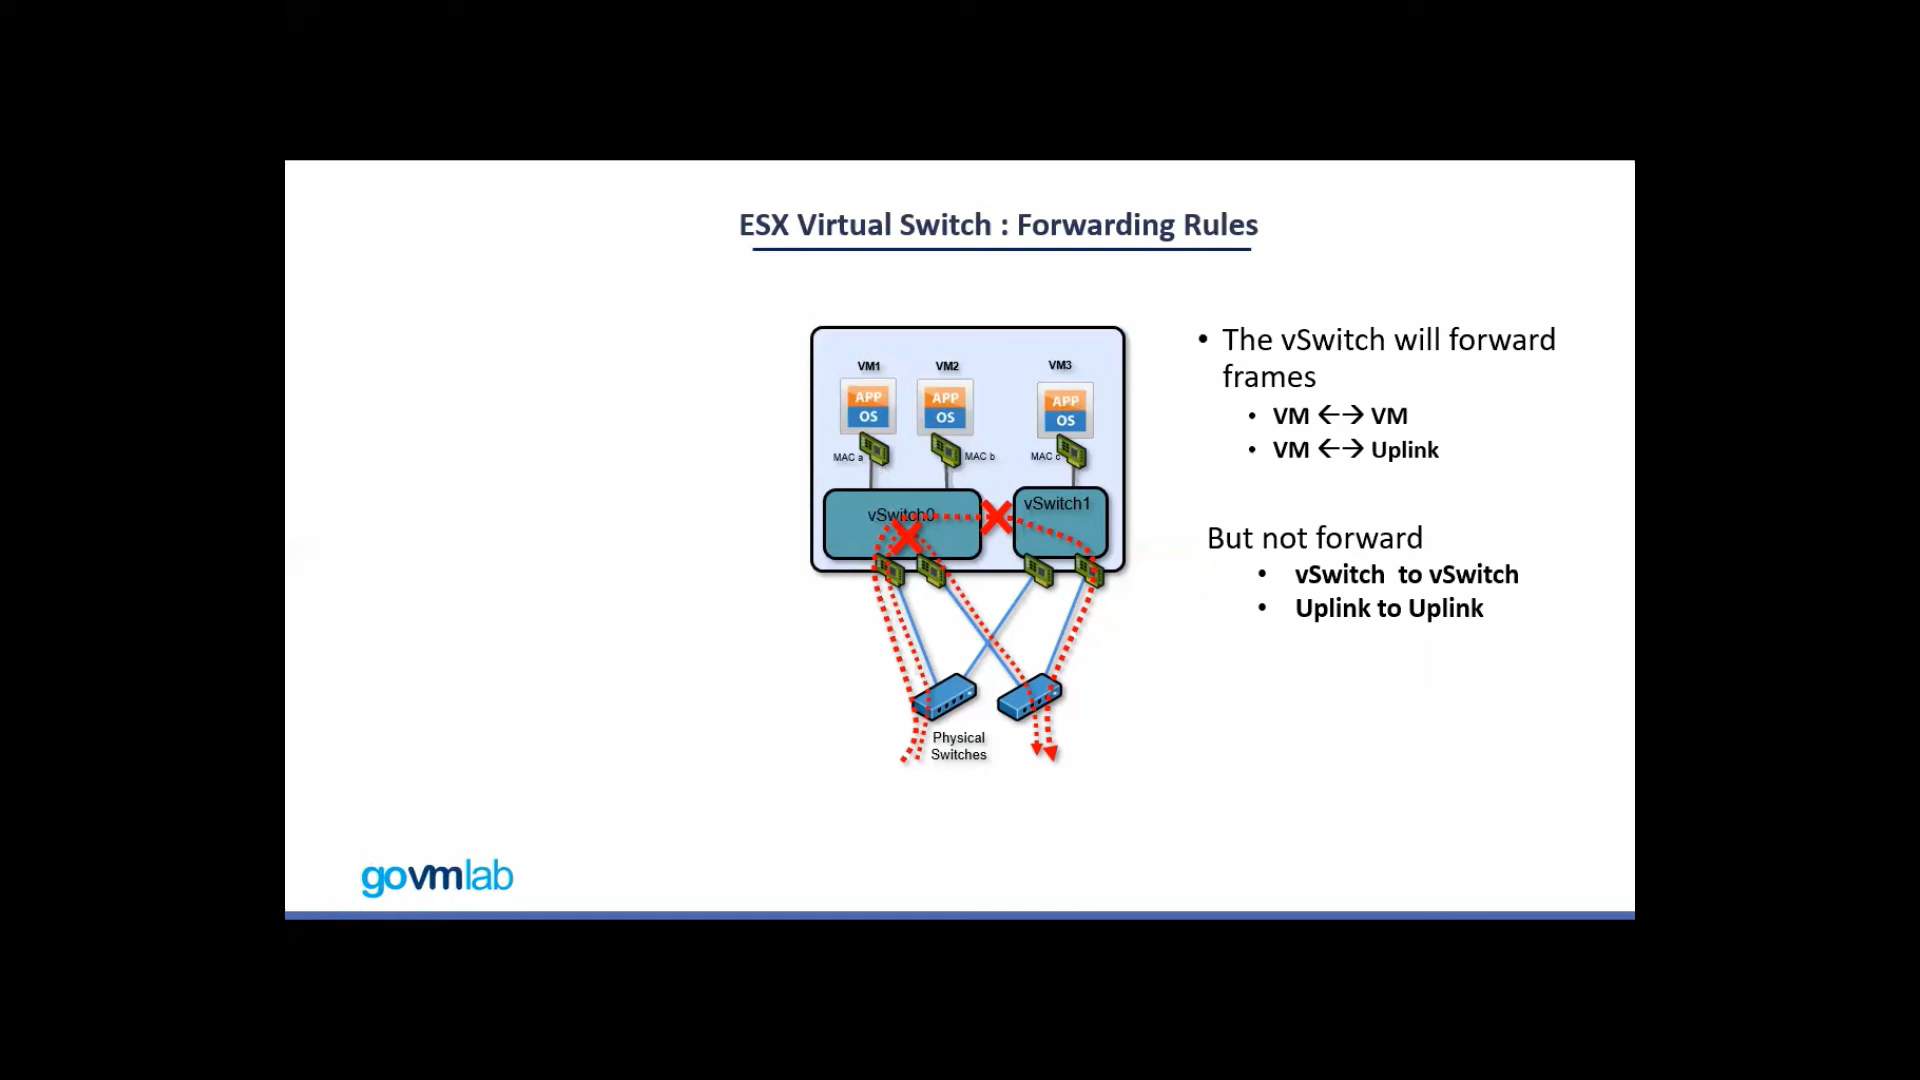 ESX Virtual Switch : Forwarding Rules
VM1 VM2 VM3
APP APP APP
OS OS OS
MAC a MAC b MAC c
vSwitch0 vSwitch1
Physical
Switches
• The vSwitch will forward
frames
• VM ←→ VM
• VM ←→ Uplink
But not forward
• vSwitch to vSwitch
• Uplink to Uplink
govmlab